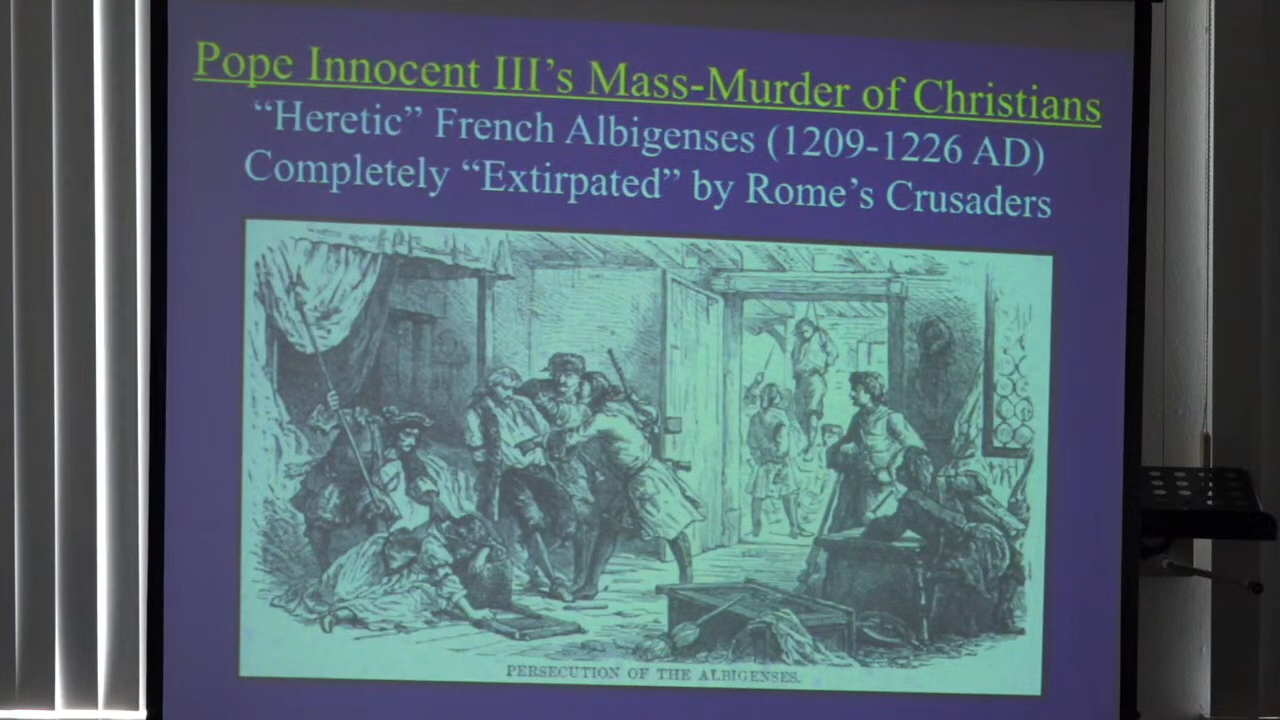 Pope Innocent III's Mass-Murder of Christians
“Heretic” French Albigenses (1209-1226 AD)
Completely “Extirpated” by Rome's Crusaders
PERSECUTION OF THE ALBIGENSES.